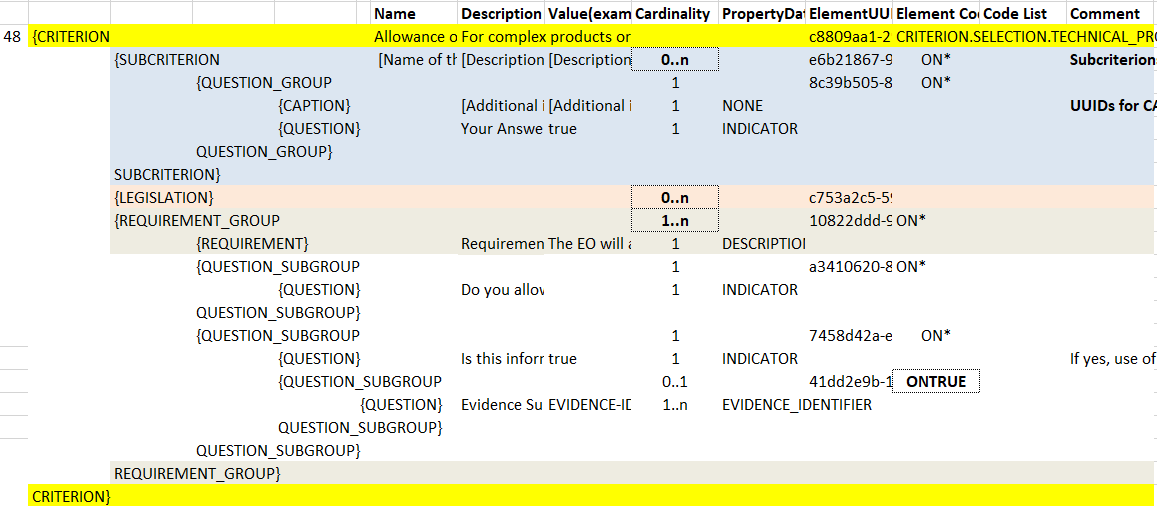 Name Description Value(exam Cardinality PropertyDat ElementUU Element Co Code List Comment
48 {CRITERION Allowance o For complex products or c8809aa1-2 CRITERION.SELECTION.TECHNICAL_PR
{SUBCRITERION [Name of th [Description [Description 0..n e6b21867-9 ON* Subcriterion
{QUESTION_GROUP 1 8c39b505-8 ON*
{CAPTION} [Additional i [Additional i 1 NONE UUIDs for CA
{QUESTION} Your Answe true 1 INDICATOR
QUESTION_GROUP}
SUBCRITERION}
{LEGISLATION} 0..n c753a2c5-5
{REQUIREMENT_GROUP 1..n 10822ddd-9 ON*
{REQUIREMENT} Requiremen The EO will a 1 DESCRIPTIO
{QUESTION_SUBGROUP 1 a3410620-8 ON*
{QUESTION} Do you allov 1 INDICATOR
QUESTION_SUBGROUP}
{QUESTION_SUBGROUP 1 7458d42a-e ON*
{QUESTION} Is this inforr true 1 INDICATOR If yes, use of
{QUESTION_SUBGROUP 0..1 41dd2e9b-1 ONTRUE
{QUESTION} Evidence Su EVIDENCE-ID 1..n EVIDENCE_IDENTIFIER
QUESTION_SUBGROUP}
QUESTION_SUBGROUP}
REQUIREMENT_GROUP}
CRITERION}